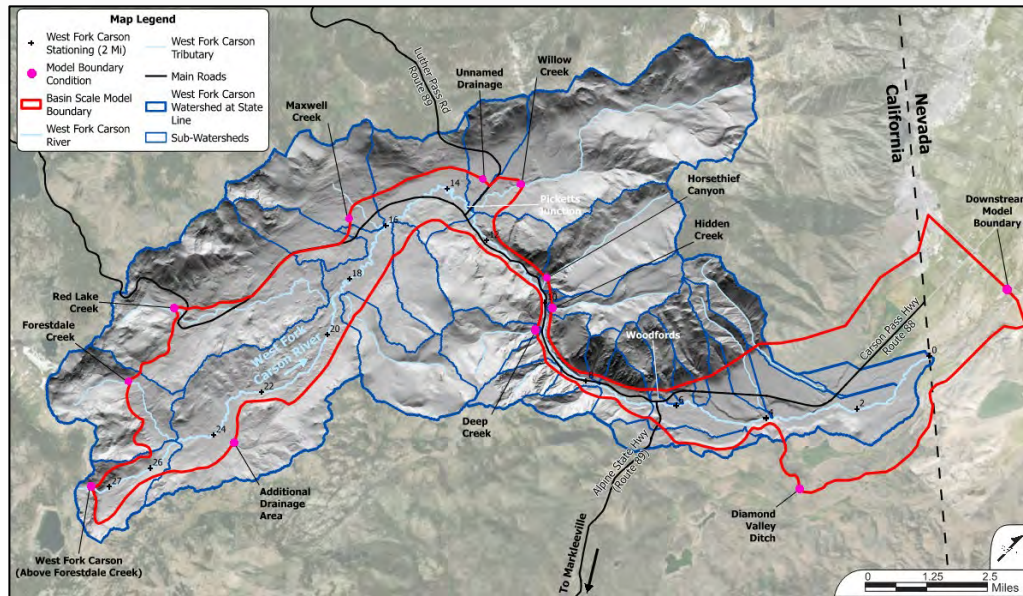 Map Legend
West Fork Carson
Stationing (2 Mi)
Model Boundary
Condition
Basin Scale Model
Boundary
West Fork Carson
River
West Fork Carson
Tributary
Main Roads
West Fork Carson
Watershed at State
Line
Sub-Watersheds
Luther Pass Rd
Route 89
Unnamed
Drainage
Willow
Creek
Maxwell
Creek
Nevada
California
Horsethief
Canyon
Picketts
Junction
Hidden
Creek
Downstream
Model
Boundary
14
16
12
18
10
20
22
24
26
27
Red Lake
Creek
Forestdale
Creek
West Fork
Carson River
Woodfords
Carson Pass Hwy
Route 88
0
2
4
6
Deep
Creek
Alpine State Hwy
(Route 89)
To Markleeville
Additional
Drainage
Area
West Fork Carson
(Above Forestdale Creek)
Diamond
Valley
Ditch
0 1.25 2.5
Miles